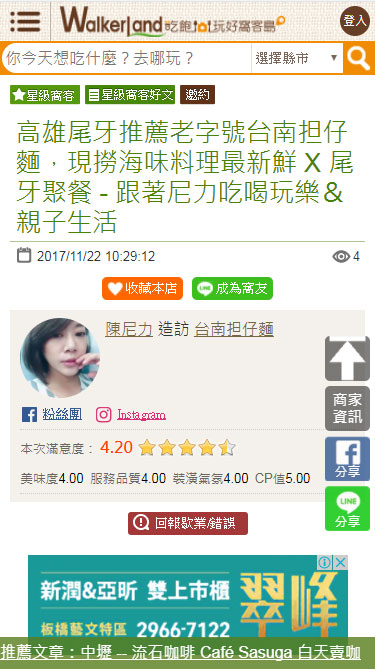 WalkerLand 吃飽tot玩好窩客島
登入
你今天想吃什麼？去哪玩？ 選擇縣市
星級窩客 星級窩客好文 邀約
高雄尾牙推薦老字號台南担仔
麵，現撈海味料理最新鮮 X 尾
牙聚餐 - 跟著尼力吃喝玩樂＆
親子生活
2017/11/22 10:29:12 4
收藏本店 成為窩友
陳尼力 造訪 台南担仔麵
粉絲團 Instagram
本次滿意度： 4.20
美味度4.00 服務品質4.00 裝潢氣氛4.00 CP值5.00
商家
資訊
分享
LINE
分享
回報歇業/錯誤
新潤&亞昕 雙上市櫃
板橋藝文特區 2966-7122
翠峰
推薦文章：中壢 -- 流石咖啡 Café Sasuga 白天賣咖